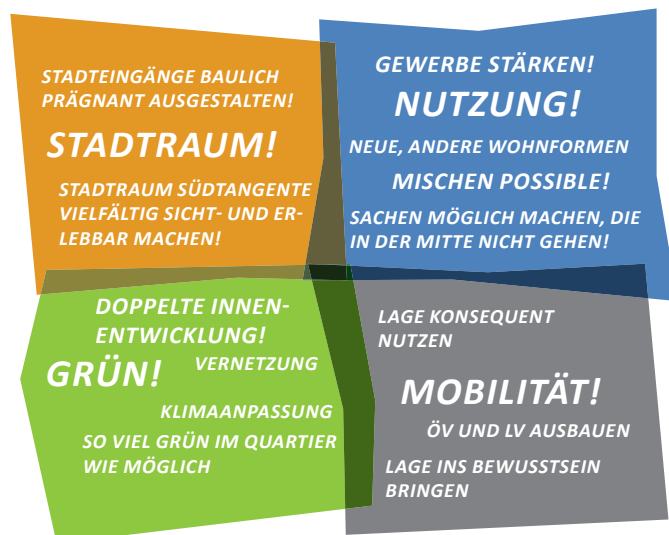 STADTEINGÄNGE BAULICH
PRÄGNANT AUSGESTALTEN!
STADTRAUM!
STADTRAUM SÜDTANGENTE
VIELFÄLTIG SICHT- UND ER-
LEBBAR MACHEN!
GEWERBE STÄRKEN!
NUTZUNG!
NEUE, ANDERE WOHNFORMEN
MISCHEN POSSIBLE!
SACHEN MÖGLICH MACHEN, DIE
IN DER MITTE NICHT GEHEN!
DOPPELTE INNEN-
ENTWICKLUNG!
GRÜN!
VERNETZUNG
KLIMAANPASSUNG
SO VIEL GRÜN IM QUARTIER
WIE MÖGLICH
LAGE KONSEQUENT
NUTZEN
MOBILITÄT!
ÖV UND LV AUSBAUEN
LAGE INS BEWUSSTSEIN
BRINGEN